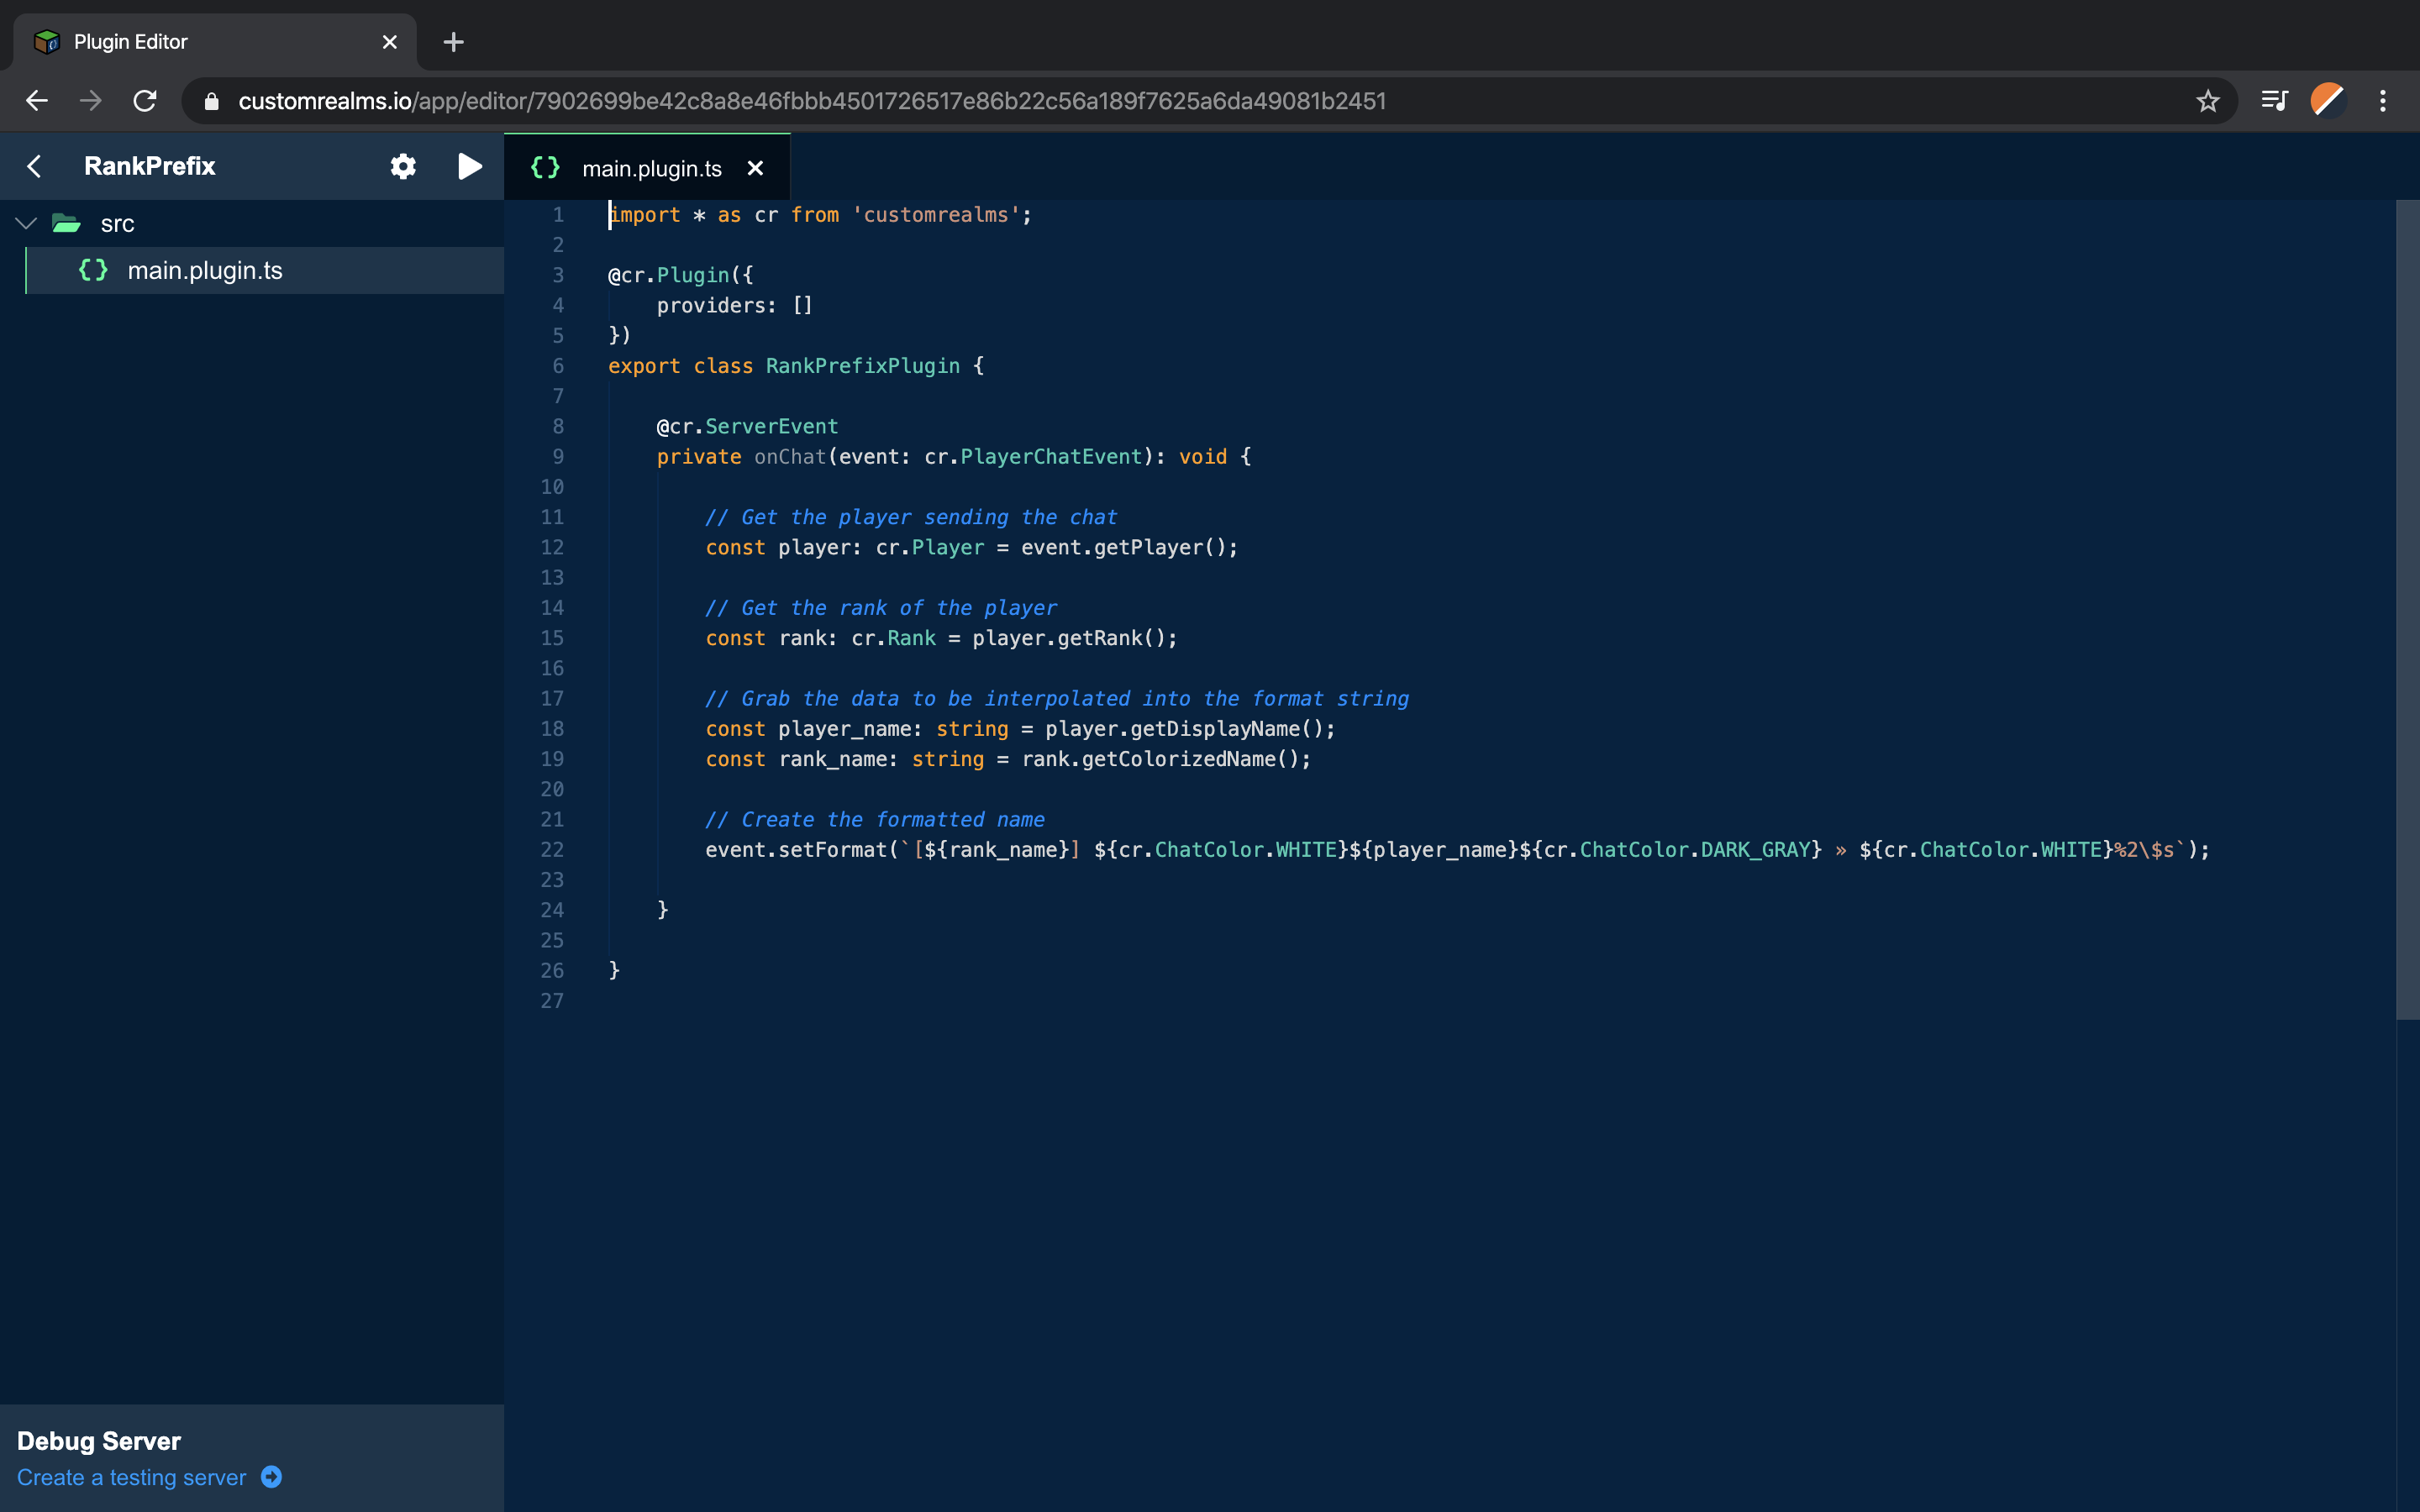 Plugin Editor
customrealms.io/app/editor/7902699be42c8a8e46fbbb4501726517e86b22c56a189f7625a6da49081b2451
RankPrefix
main.plugin.ts
src
main.plugin.ts
1 import * as cr from 'customrealms';
2
3 @cr.Plugin({
4     providers: []
5 })
6 export class RankPrefixPlugin {
7
8     @cr.ServerEvent
9     private onChat(event: cr.PlayerChatEvent): void {
10
11         // Get the player sending the chat
12         const player: cr.Player = event.getPlayer();
13
14         // Get the rank of the player
15         const rank: cr.Rank = player.getRank();
16
17         // Grab the data to be interpolated into the format string
18         const player_name: string = player.getDisplayName();
19         const rank_name: string = rank.getColorizedName();
20
21         // Create the formatted name
22         event.setFormat(`[${rank_name}] ${cr.ChatColor.WHITE}${player_name}${cr.ChatColor.DARK_GRAY} » ${cr.ChatColor.WHITE}%2\$s`);
23
24     }
25
26 }
27
Debug Server
Create a testing server